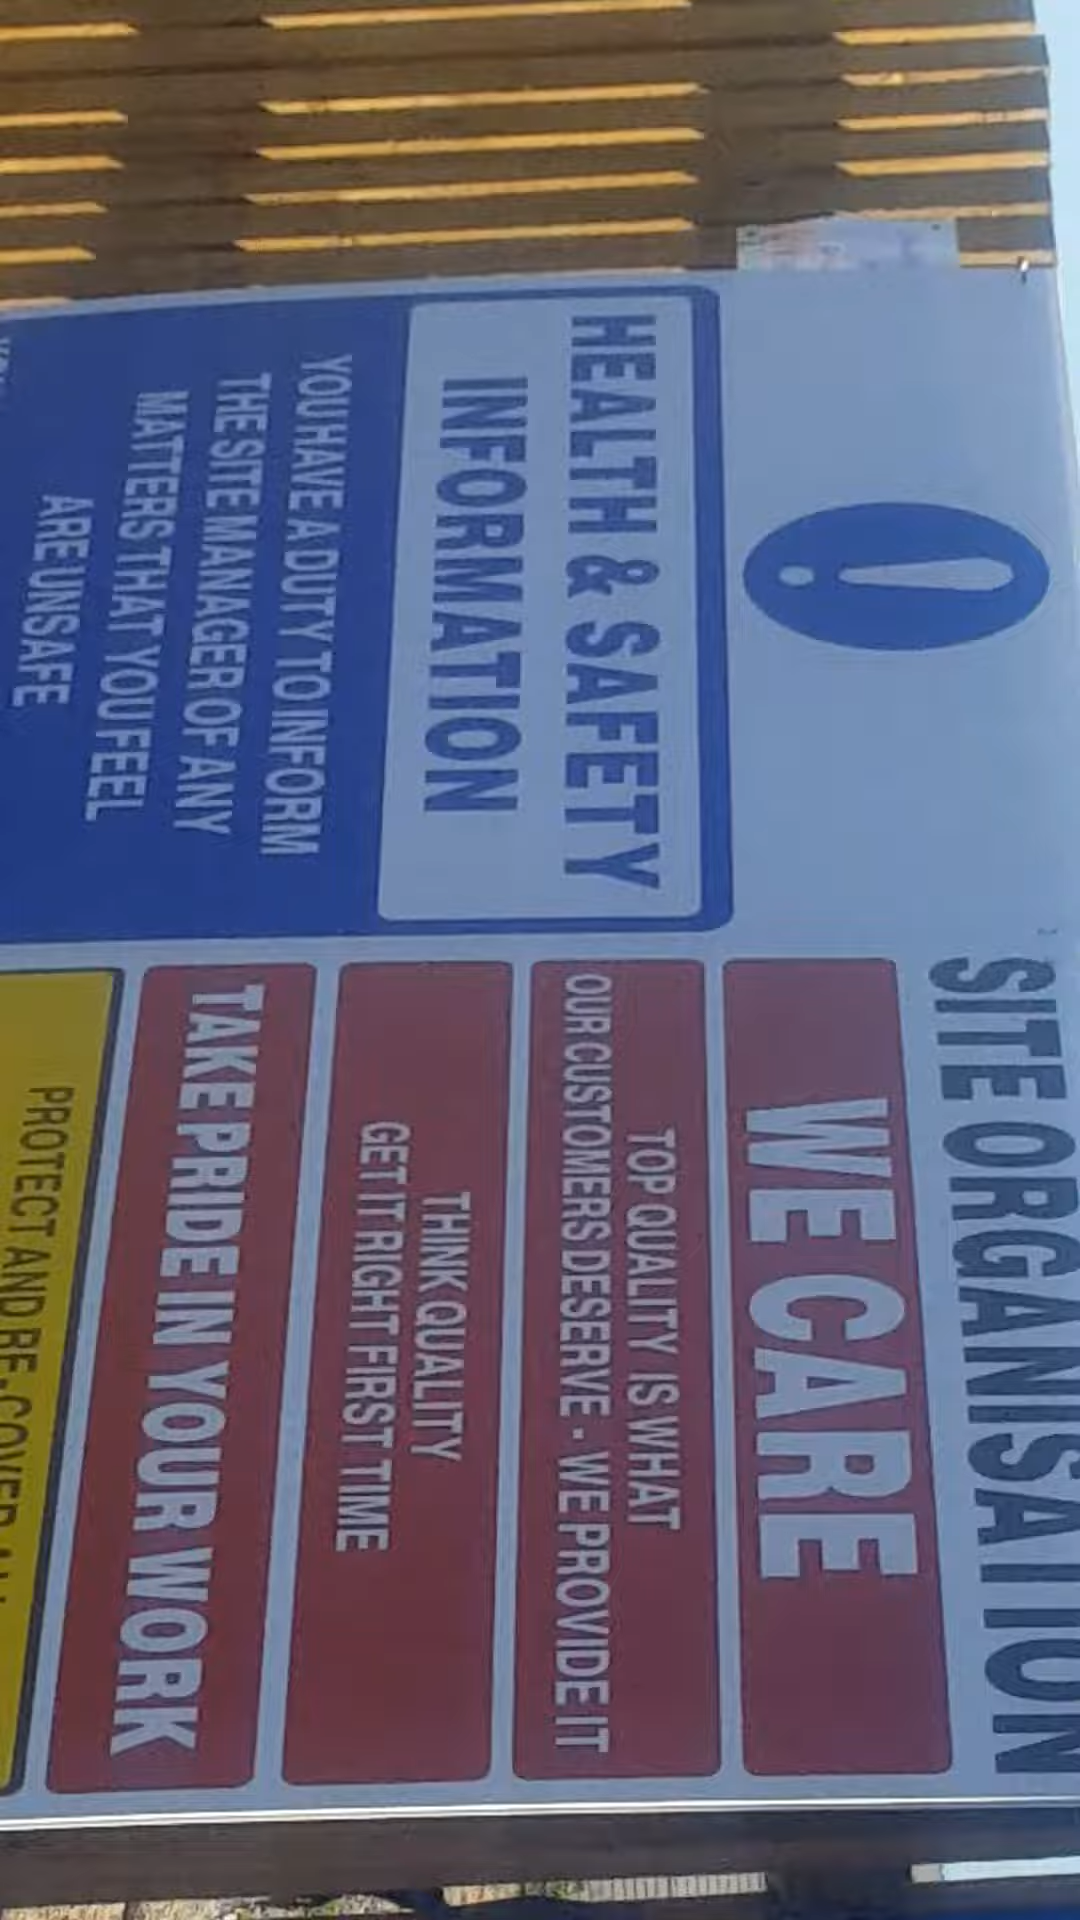 SITE ORGANISATION
HEALTH & SAFETY
INFORMATION
YOU HAVE A DUTY TO INFORM
THE SITE MANAGER OF ANY
MATTERS THAT YOU FEEL
ARE UNSAFE
WE CARE
TOP QUALITY IS WHAT
OUR CUSTOMERS DESERVE - WE PROVIDE IT
THINK QUALITY
GET IT RIGHT FIRST TIME
TAKE PRIDE IN YOUR WORK
PROTECT AND RE-COVER